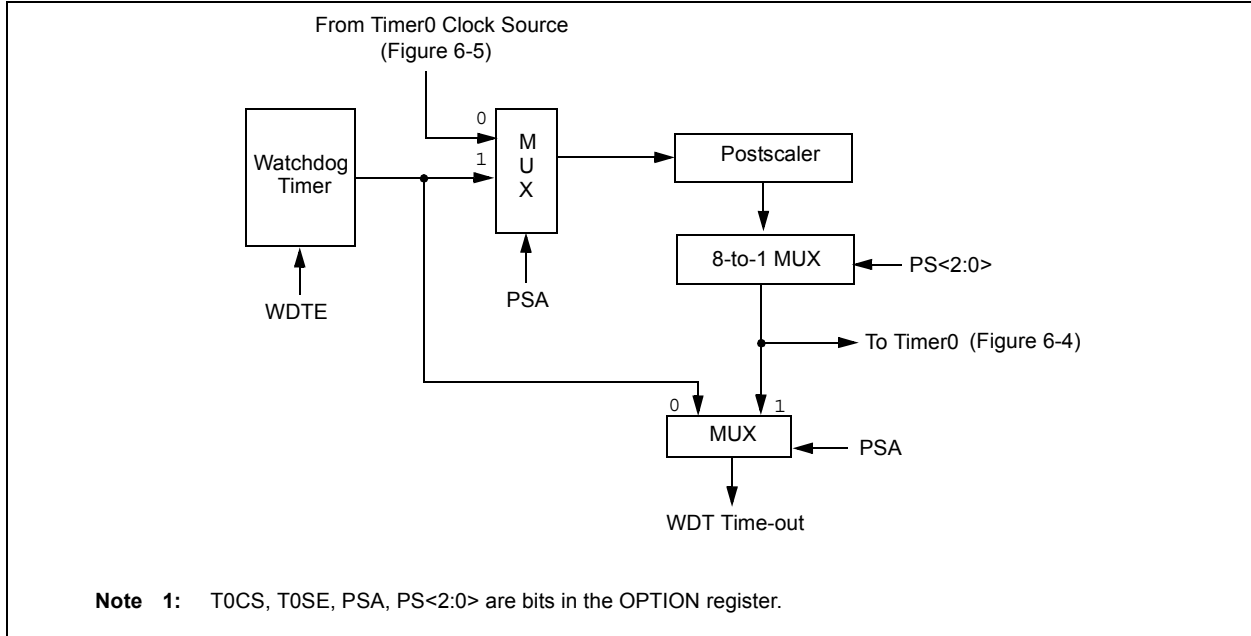 From Timer0 Clock Source
(Figure 6-5)
0
1
M
U
X
Watchdog
Timer
Postscaler
8-to-1 MUX
PS<2:0>
PSA
WDTE
To Timer0 (Figure 6-4)
0
1
MUX
PSA
WDT Time-out
Note 1: T0CS, T0SE, PSA, PS<2:0> are bits in the OPTION register.